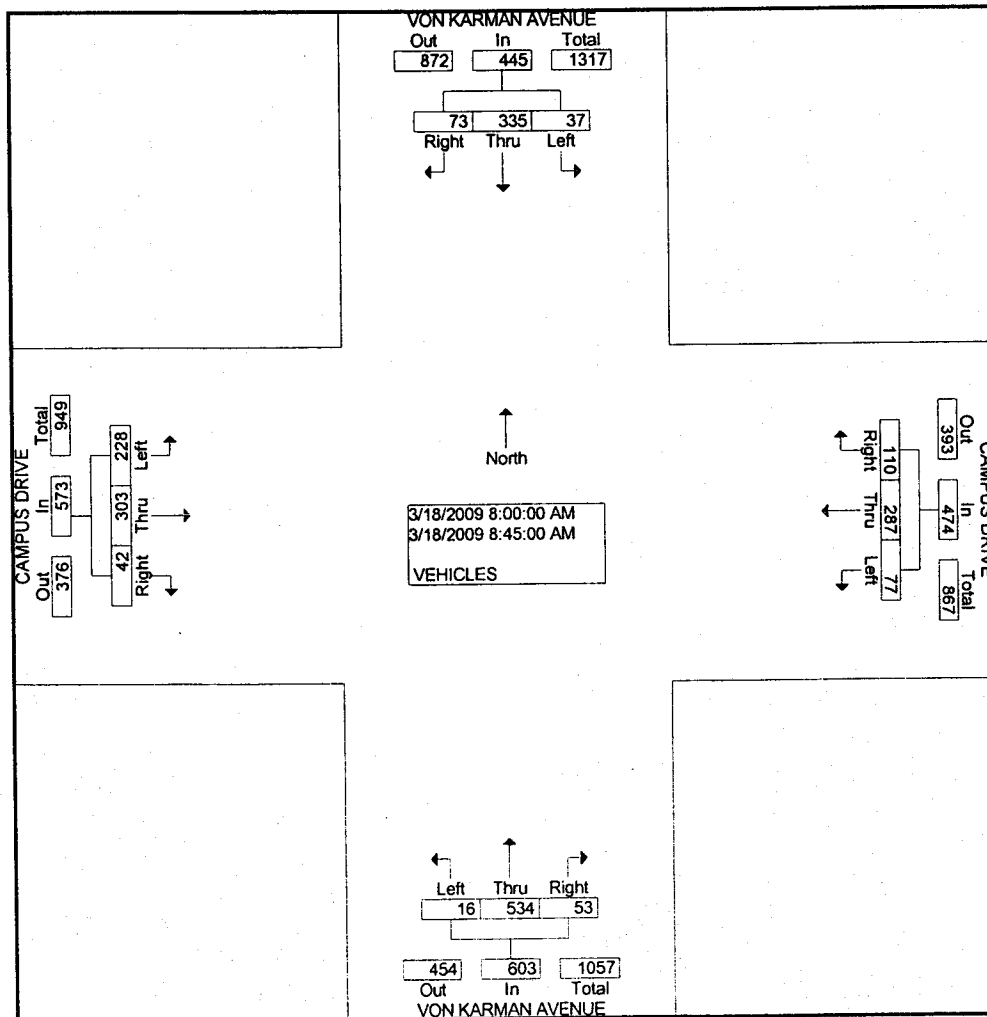 VON KARMAN AVENUE
Out In Total
872 445 1317
73 335 37
Right Thru Left
CAMPUS DRIVE
Total In Out
949 573 376
228 303 42
Left Thru Right
North
3/18/2009 8:00:00 AM
3/18/2009 8:45:00 AM
VEHICLES
Right Thru Left
110 287 77
Out In Total
393 474 867
CAMPUS DRIVE
Left Thru Right
16 534 53
454 603 1057
Out In Total
VON KARMAN AVENUE